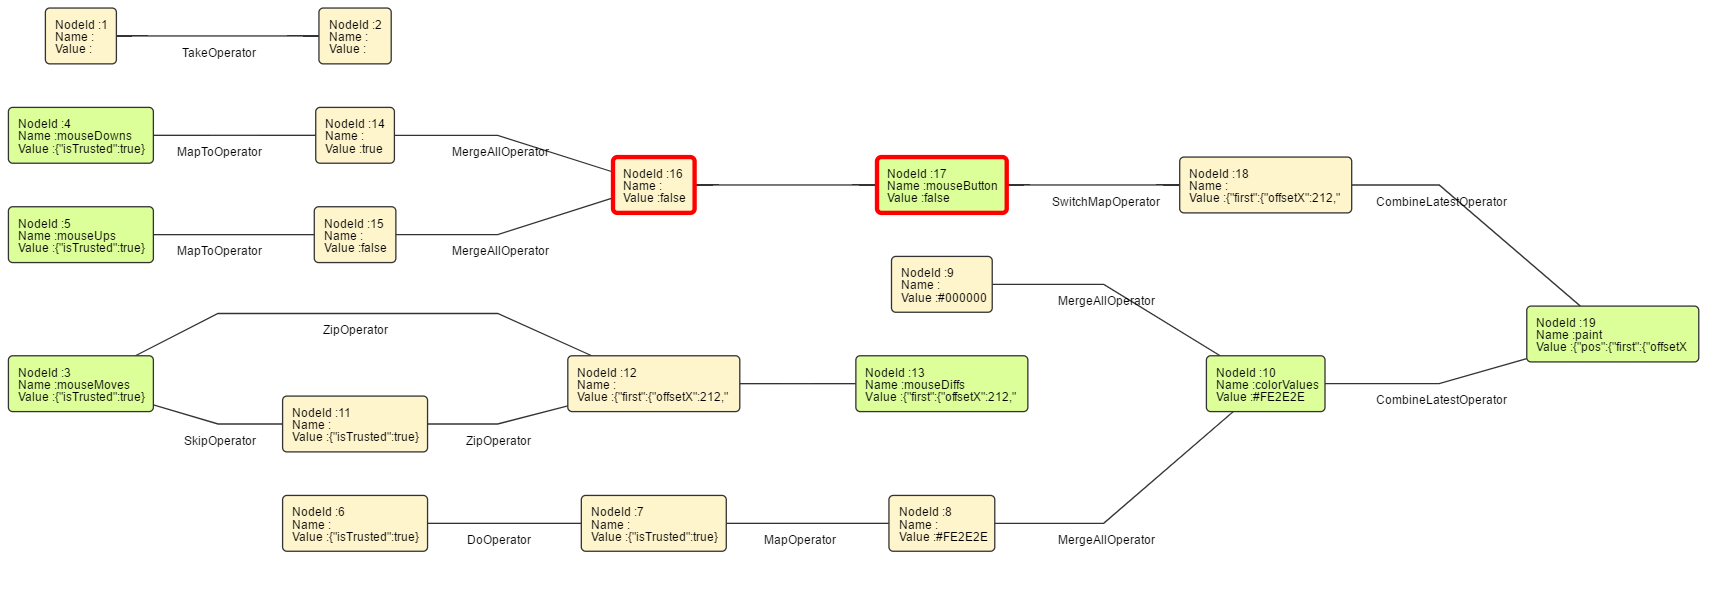 NodeId :1
Name :
Value :
TakeOperator
NodeId :2
Name :
Value :
NodeId :4
Name :mouseDowns
Value :{"isTrusted":true}
MapToOperator
NodeId :14
Name :
Value :true
MergeAllOperator
NodeId :5
Name :mouseUps
Value :{"isTrusted":true}
MapToOperator
NodeId :15
Name :
Value :false
MergeAllOperator
NodeId :16
Name :
Value :false
NodeId :17
Name :mouseButton
Value :false
SwitchMapOperator
NodeId :18
Name :
Value :{"first":{"offsetX":212,"
CombineLatestOperator
NodeId :9
Name :
Value :#000000
MergeAllOperator
NodeId :19
Name :paint
Value :{"pos":{"first":{"offsetX
ZipOperator
NodeId :3
Name :mouseMoves
Value :{"isTrusted":true}
SkipOperator
NodeId :11
Name :
Value :{"isTrusted":true}
ZipOperator
NodeId :12
Name :
Value :{"first":{"offsetX":212,"
NodeId :13
Name :mouseDiffs
Value :{"first":{"offsetX":212,"
NodeId :10
Name :colorValues
Value :#FE2E2E
CombineLatestOperator
NodeId :6
Name :
Value :{"isTrusted":true}
DoOperator
NodeId :7
Name :
Value :{"isTrusted":true}
MapOperator
NodeId :8
Name :
Value :#FE2E2E
MergeAllOperator